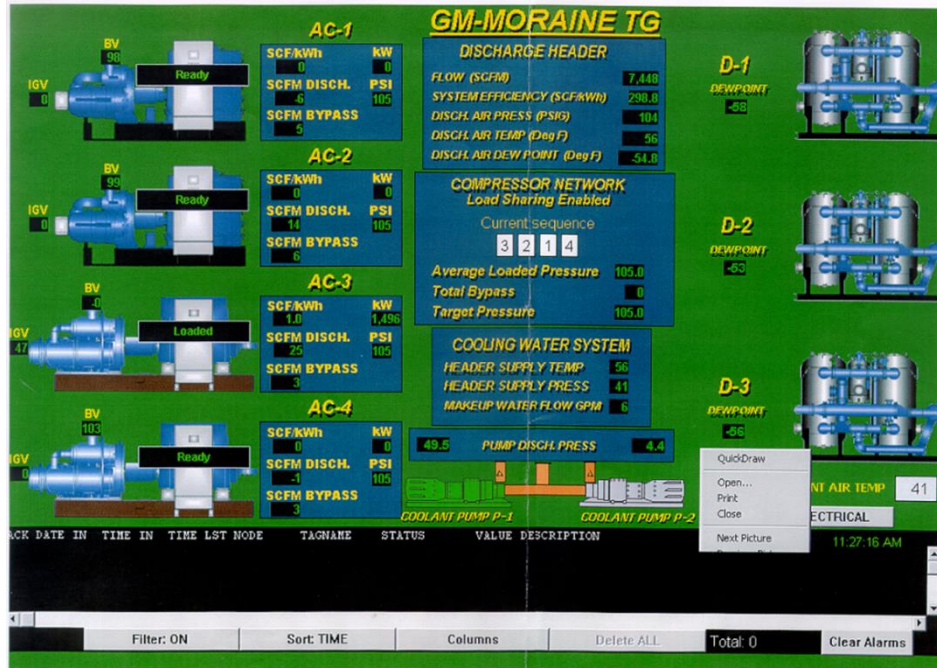 GM-MORAINE TG
AC-1
BV
98
IGV
0
Ready
SCF/kWh kW
0 0
SCFM DISCH. PSI
-6 105
SCFM BYPASS
5
AC-2
BV
99
IGV
0
Ready
SCF/kWh kW
0 0
SCFM DISCH. PSI
14 105
SCFM BYPASS
6
AC-3
BV
-0
IGV
47
Loaded
SCF/kWh kW
1.0 1,496
SCFM DISCH. PSI
25 105
SCFM BYPASS
3
AC-4
BV
103
IGV
0
Ready
SCF/kWh kW
0 0
SCFM DISCH. PSI
-1 105
SCFM BYPASS
3
DISCHARGE HEADER
FLOW (SCFM) 7,448
SYSTEM EFFICIENCY (SCF/kWh) 298.8
DISCH. AIR PRESS (PSIG) 104
DISCH. AIR TEMP (Deg F) 56
DISCH. AIR DEW POINT (Deg F) -54.8
COMPRESSOR NETWORK
Load Sharing Enabled
Current sequence
3 2 1 4
Average Loaded Pressure 105.0
Total Bypass 0
Target Pressure 105.0
COOLING WATER SYSTEM
HEADER SUPPLY TEMP 56
HEADER SUPPLY PRESS 41
MAKEUP WATER FLOW GPM 6
49.5 PUMP DISCH. PRESS 4.4
COOLANT PUMP P-1 COOLANT PUMP P-2
D-1
DEWPOINT
-58
D-2
DEWPOINT
-53
D-3
DEWPOINT
-56
QuickDraw
Open...
Print
Close
Next Picture
NT AIR TEMP 41
ECTRICAL
11:27:16 AM
ACK DATE IN TIME IN TIME LST NODE TAGNAME STATUS VALUE DESCRIPTION
Filter: ON Sort: TIME Columns Delete ALL Total: 0 Clear Alarms